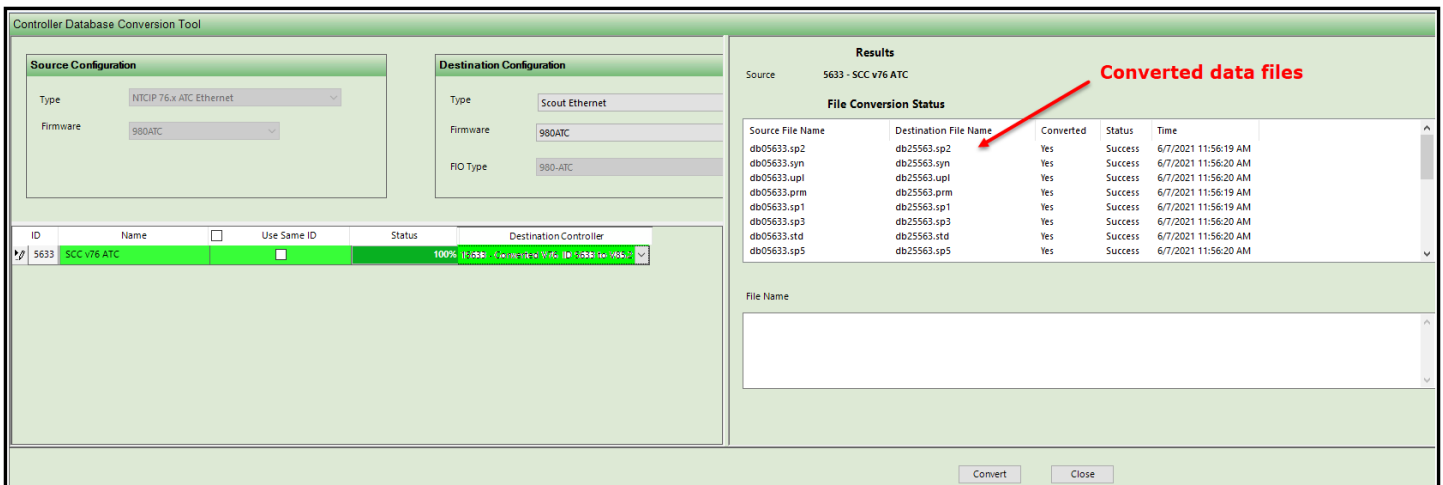 Controller Database Conversion Tool
Source Configuration
Type NTCIP 76.x ATC Ethernet
Firmware 980ATC
Destination Configuration
Type Scout Ethernet
Firmware 980ATC
FIO Type 980-ATC
ID Name Use Same ID Status Destination Controller
5633 SCC v76 ATC 100% - Converted V76 ID 5633 to V85.2
Results
Source 5633 - SCC v76 ATC
Converted data files
File Conversion Status
Source File Name Destination File Name Converted Status Time
db05633.sp2 db25563.sp2 Yes Success 6/7/2021 11:56:19 AM
db05633.syn db25563.syn Yes Success 6/7/2021 11:56:20 AM
db05633.upl db25563.upl Yes Success 6/7/2021 11:56:20 AM
db05633.prm db25563.prm Yes Success 6/7/2021 11:56:19 AM
db05633.sp1 db25563.sp1 Yes Success 6/7/2021 11:56:19 AM
db05633.sp3 db25563.sp3 Yes Success 6/7/2021 11:56:20 AM
db05633.std db25563.std Yes Success 6/7/2021 11:56:20 AM
db05633.sp5 db25563.sp5 Yes Success 6/7/2021 11:56:20 AM
File Name
Convert Close